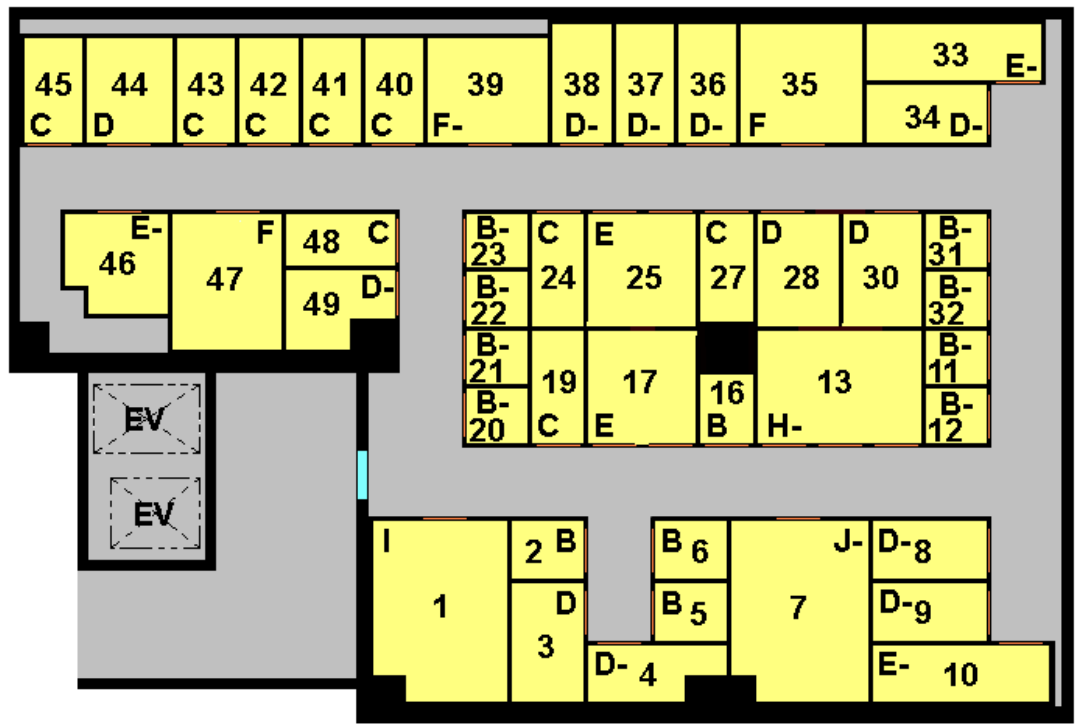 45 C
44 D
43 C
42 C
41 C
40 C
39 F-
38 D-
37 D-
36 D-
35 F
33 E-
34 D-
46 E-
47 F
48 C
49 D-
B- 23
C 24
E 25
C 27
D 28
D 30
B- 31
B- 22
B- 32
B- 21
19 C
17 E
16 B
13 H-
B- 11
B- 20
B- 12
EV
EV
I 1
2 B
D 3
D- 4
B 6
B 5
J- 7
D- 8
D- 9
E- 10